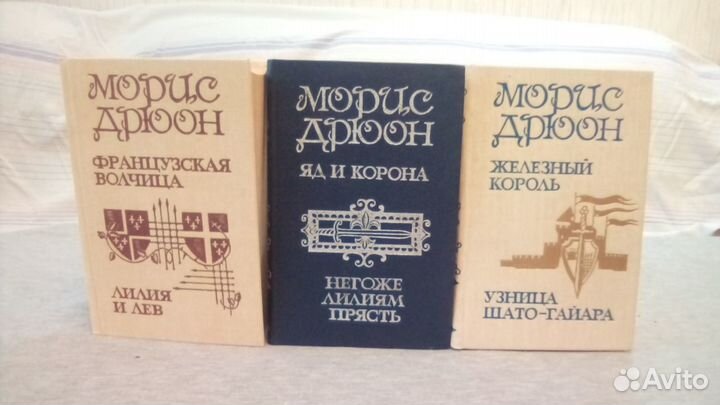 МОРИС
ДРЮОН
ФРАНЦУЗСКАЯ
ВОЛЧИЦА
ЛИЛИЯ
И ЛЕВ
МОРИС
ДРЮОН
ЯД И КОРОНА
НЕГОЖЕ
ЛИЛИЯМ
ПРЯСТЬ
МОРИС
ДРЮОН
ЖЕЛЕЗНЫЙ
КОРОЛЬ
УЗНИЦА
ШАТО-ГАЙАРА
Avito